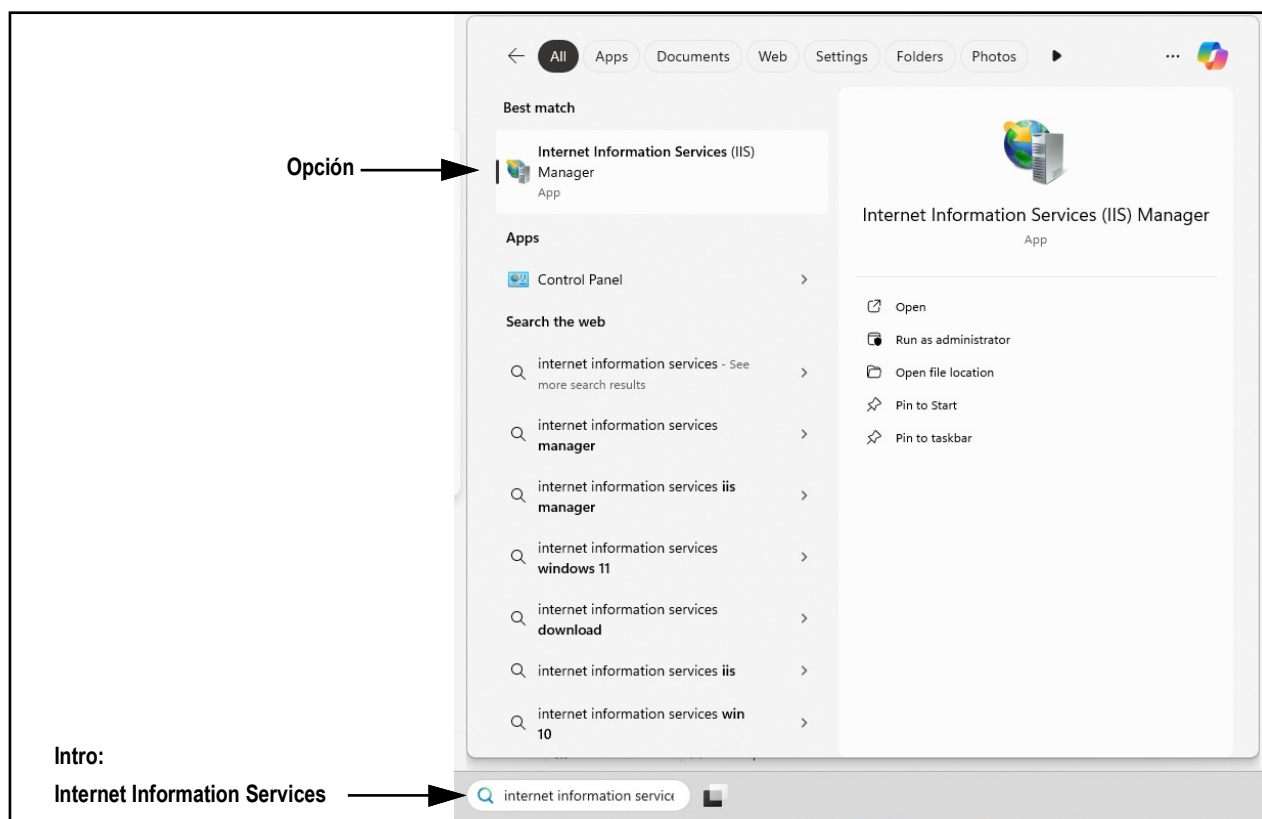 All Apps Documents Web Settings Folders Photos
Best match
Opción
Internet Information Services (IIS)
Manager
App
Apps
Control Panel
Search the web
internet information services - See
more search results
internet information services
manager
internet information services iis
manager
internet information services
windows 11
internet information services
download
internet information services iis
internet information services win
10
Internet Information Services (IIS) Manager
App
Open
Run as administrator
Open file location
Pin to Start
Pin to taskbar
Intro:
Internet Information Services
internet information service